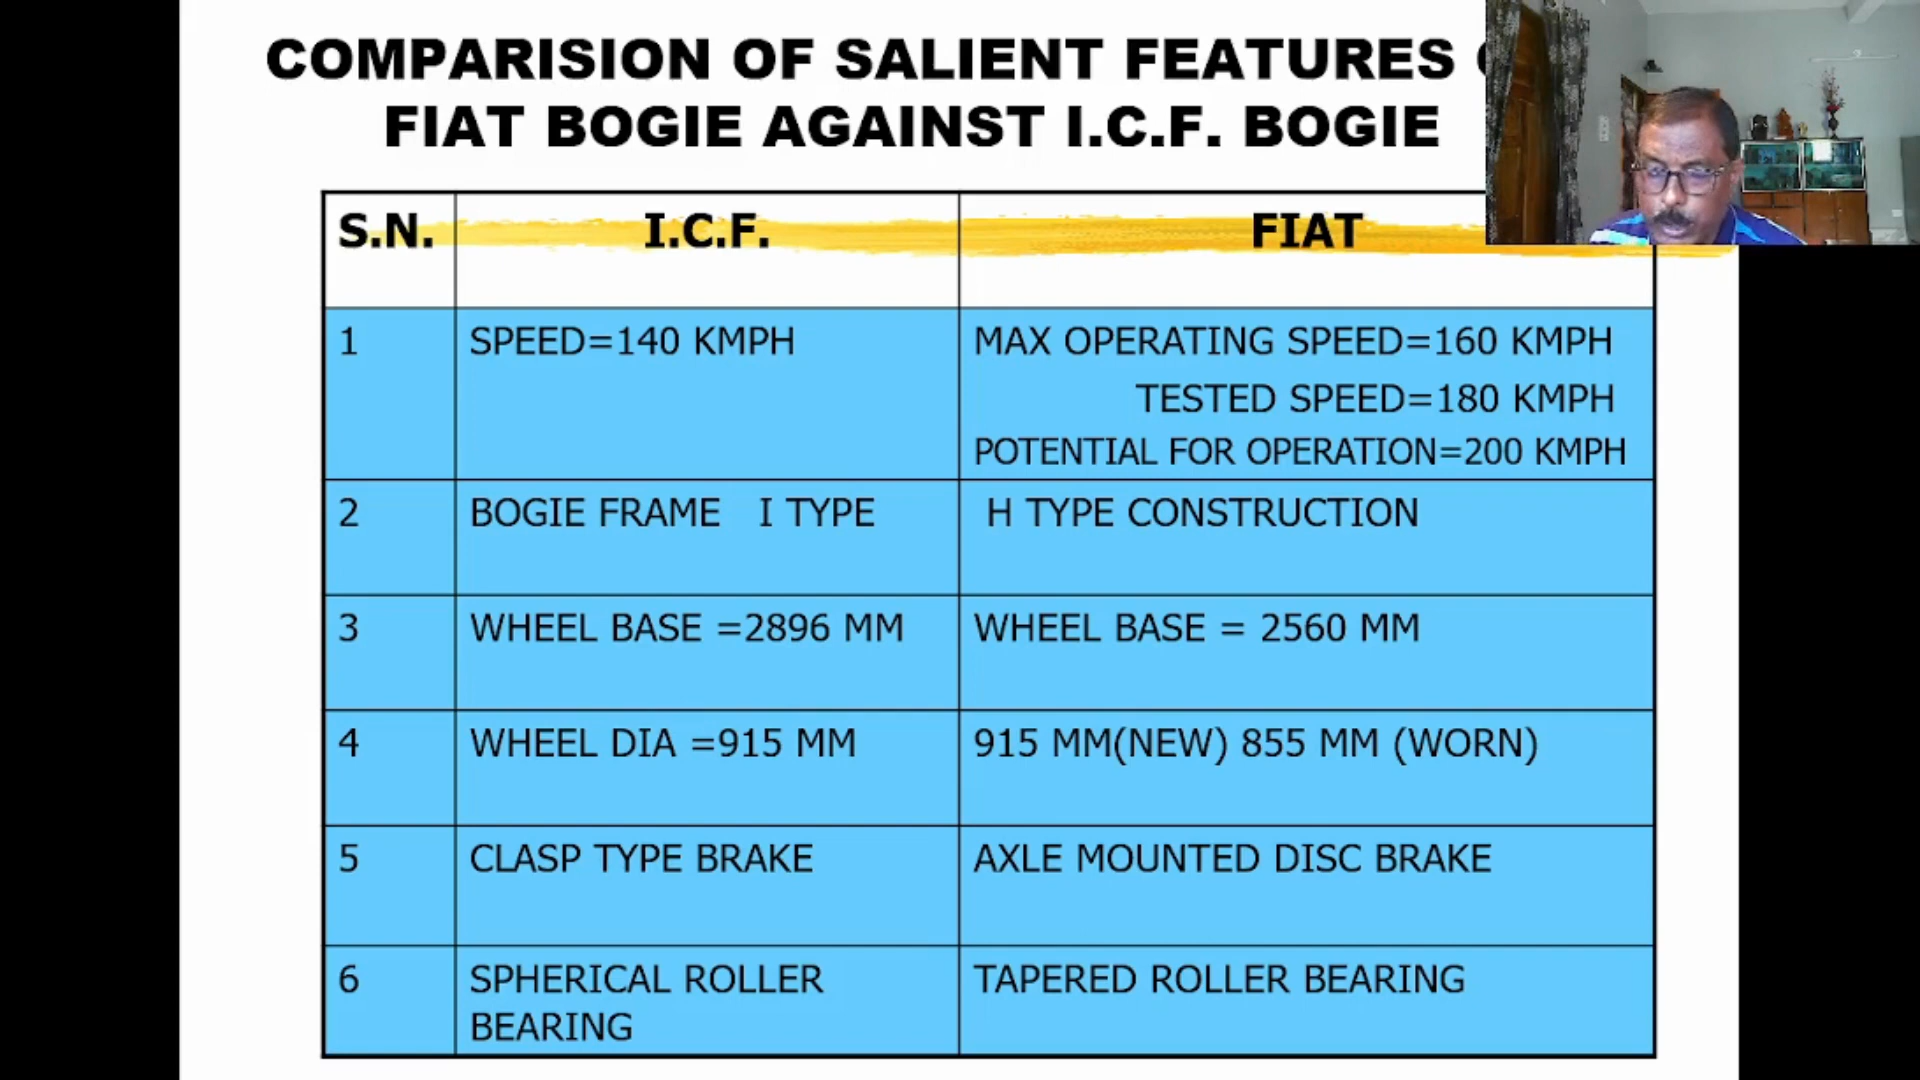 COMPARISION OF SALIENT FEATURES
FIAT BOGIE AGAINST I.C.F. BOGIE
S.N. I.C.F. FIAT
1 SPEED=140 KMPH MAX OPERATING SPEED=160 KMPH
TESTED SPEED=180 KMPH
POTENTIAL FOR OPERATION=200 KMPH
2 BOGIE FRAME I TYPE H TYPE CONSTRUCTION
3 WHEEL BASE =2896 MM WHEEL BASE = 2560 MM
4 WHEEL DIA =915 MM 915 MM(NEW) 855 MM (WORN)
5 CLASP TYPE BRAKE AXLE MOUNTED DISC BRAKE
6 SPHERICAL ROLLER TAPERED ROLLER BEARING
BEARING